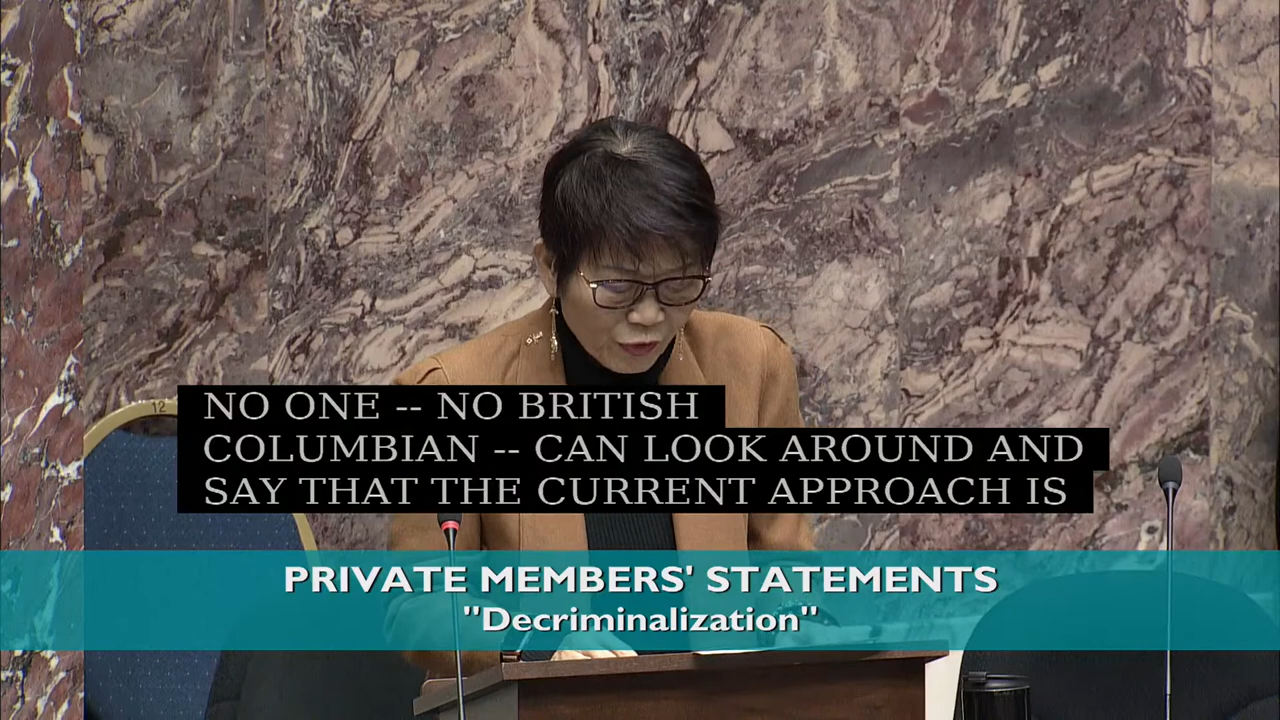 12
NO ONE -- NO BRITISH
COLUMBIAN -- CAN LOOK AROUND AND
SAY THAT THE CURRENT APPROACH IS
PRIVATE MEMBERS' STATEMENTS
"Decriminalization"